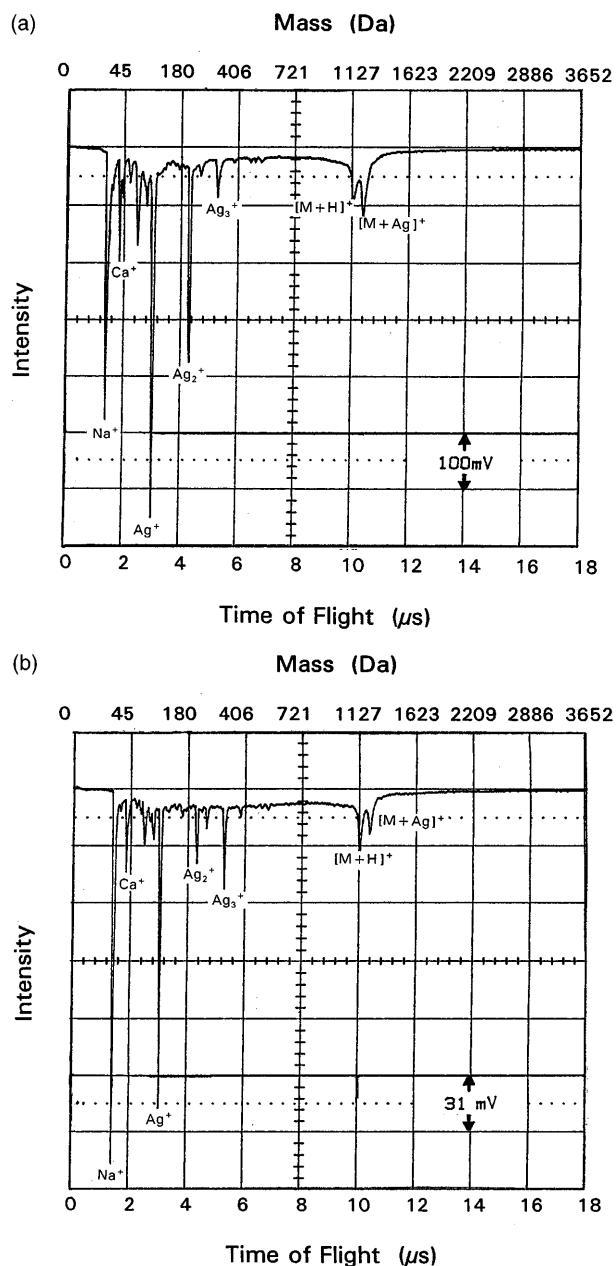 (a)
Mass (Da)
0 45 180 406 721 1127 1623 2209 2886 3652
Intensity
Ca⁺
Ag₃⁺
[M+H]⁺
[M+Ag]⁺
Ag₂⁺
Na⁺
Ag⁺
100mV
0 2 4 6 8 10 12 14 16 18
Time of Flight (μs)
(b)
Mass (Da)
0 45 180 406 721 1127 1623 2209 2886 3652
Intensity
Ca⁺
Ag₂⁺
Ag₃⁺
[M+H]⁺
[M+Ag]⁺
Ag⁺
Na⁺
31 mV
0 2 4 6 8 10 12 14 16 18
Time of Flight (μs)